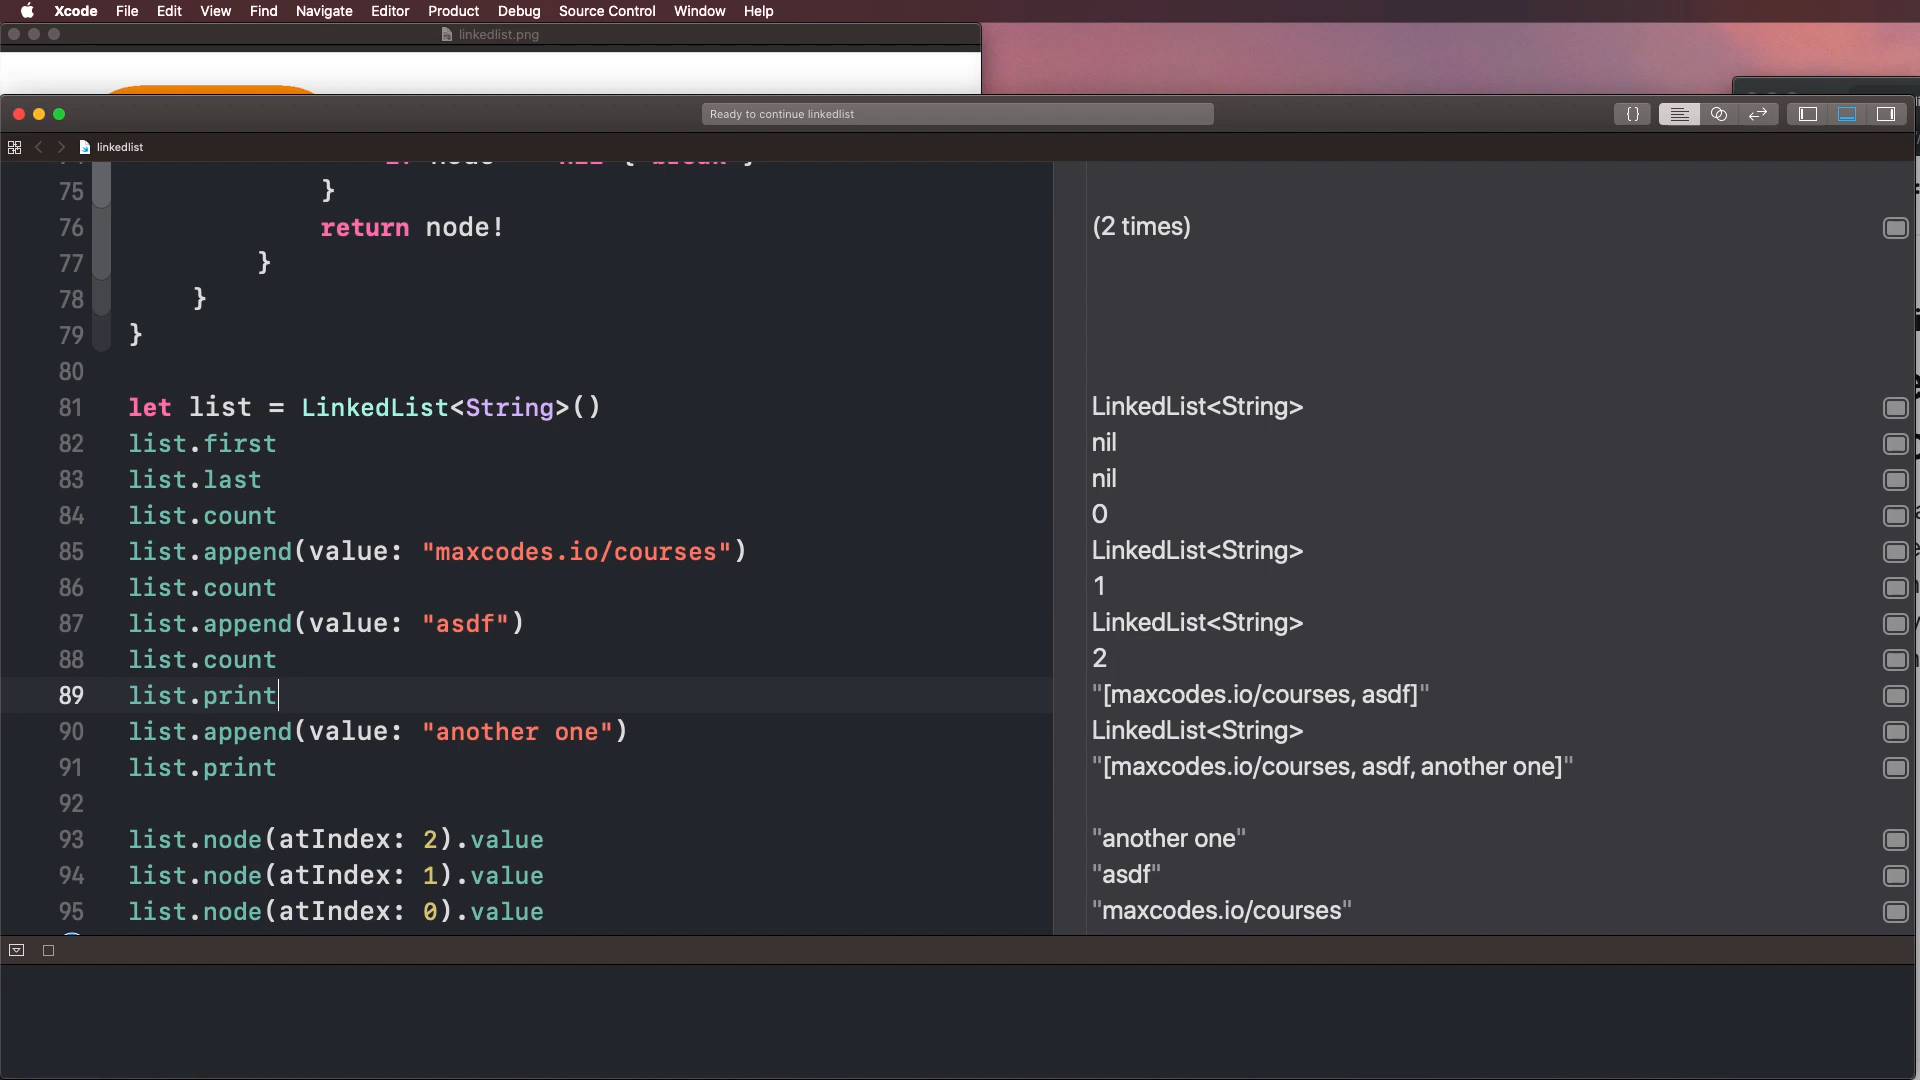 Xcode File Edit View Find Navigate Editor Product Debug Source Control Window Help
linkedlist.png
Ready to continue linkedlist
{}
linkedlist
75 }
76 return node! (2 times)
77 }
78 }
79 }
80
81 let list = LinkedList<String>() LinkedList<String>
82 list.first nil
83 list.last nil
84 list.count 0
85 list.append(value: "maxcodes.io/courses") LinkedList<String>
86 list.count 1
87 list.append(value: "asdf") LinkedList<String>
88 list.count 2
89 list.print "[maxcodes.io/courses, asdf]"
90 list.append(value: "another one") LinkedList<String>
91 list.print "[maxcodes.io/courses, asdf, another one]"
92
93 list.node(atIndex: 2).value "another one"
94 list.node(atIndex: 1).value "asdf"
95 list.node(atIndex: 0).value "maxcodes.io/courses"